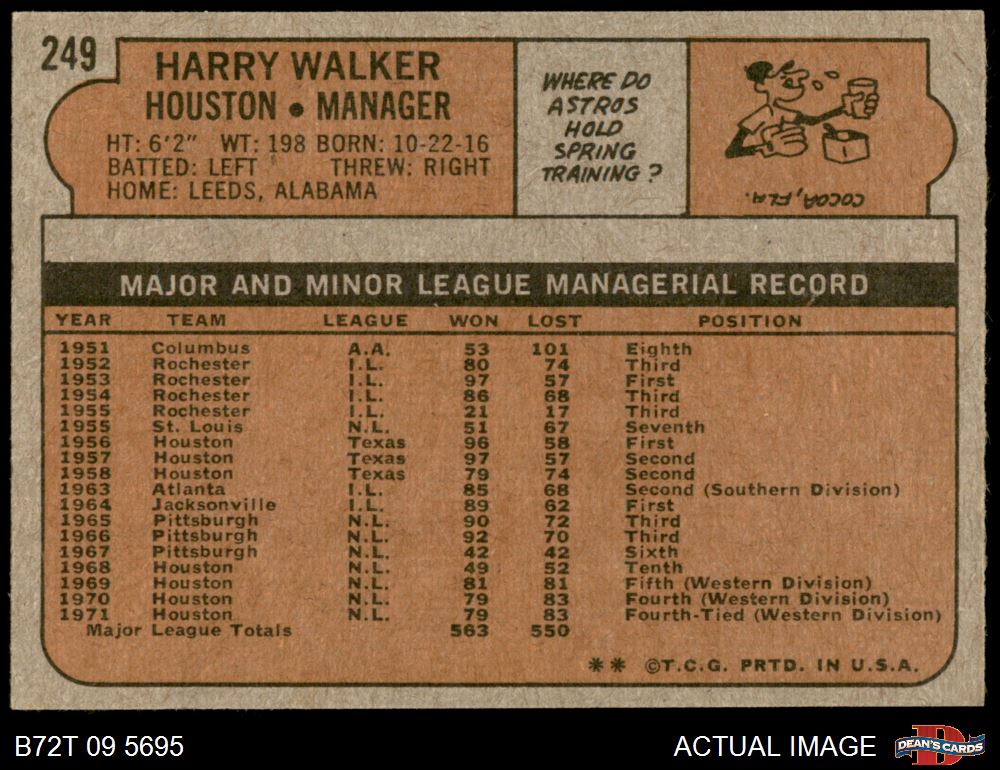 249
HARRY WALKER
HOUSTON • MANAGER
HT: 6'2" WT: 198 BORN: 10-22-16
BATTED: LEFT THREW: RIGHT
HOME: LEEDS, ALABAMA
WHERE DO
ASTROS
HOLD
SPRING
TRAINING?
COCOA, FLA.
MAJOR AND MINOR LEAGUE MANAGERIAL RECORD
YEAR TEAM LEAGUE WON LOST POSITION
1951 Columbus A.A. 53 101 Eighth
1952 Rochester I.L. 80 74 Third
1953 Rochester I.L. 97 57 First
1954 Rochester I.L. 86 68 Third
1955 Rochester I.L. 21 17 Third
1955 St. Louis N.L. 51 67 Seventh
1956 Houston Texas 96 58 First
1957 Houston Texas 97 57 Second
1958 Houston Texas 79 74 Second
1963 Atlanta I.L. 85 68 Second (Southern Division)
1964 Jacksonville I.L. 89 62 First
1965 Pittsburgh N.L. 90 72 Third
1966 Pittsburgh N.L. 92 70 Third
1967 Pittsburgh N.L. 42 42 Sixth
1968 Houston N.L. 49 52 Tenth
1969 Houston N.L. 81 81 Fifth (Western Division)
1970 Houston N.L. 79 83 Fourth (Western Division)
1971 Houston N.L. 79 83 Fourth-Tied (Western Division)
Major League Totals 563 550
** ©T.C.G. PRTD. IN U.S.A.
B72T 09 5695
ACTUAL IMAGE
D
DEAN'S CARDS